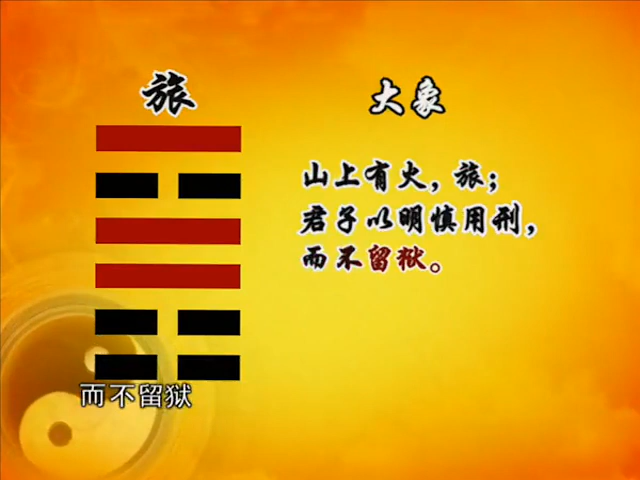 旅
大象
山上有火，旅；
君子以明慎用刑，
而不留狱。
而不留狱